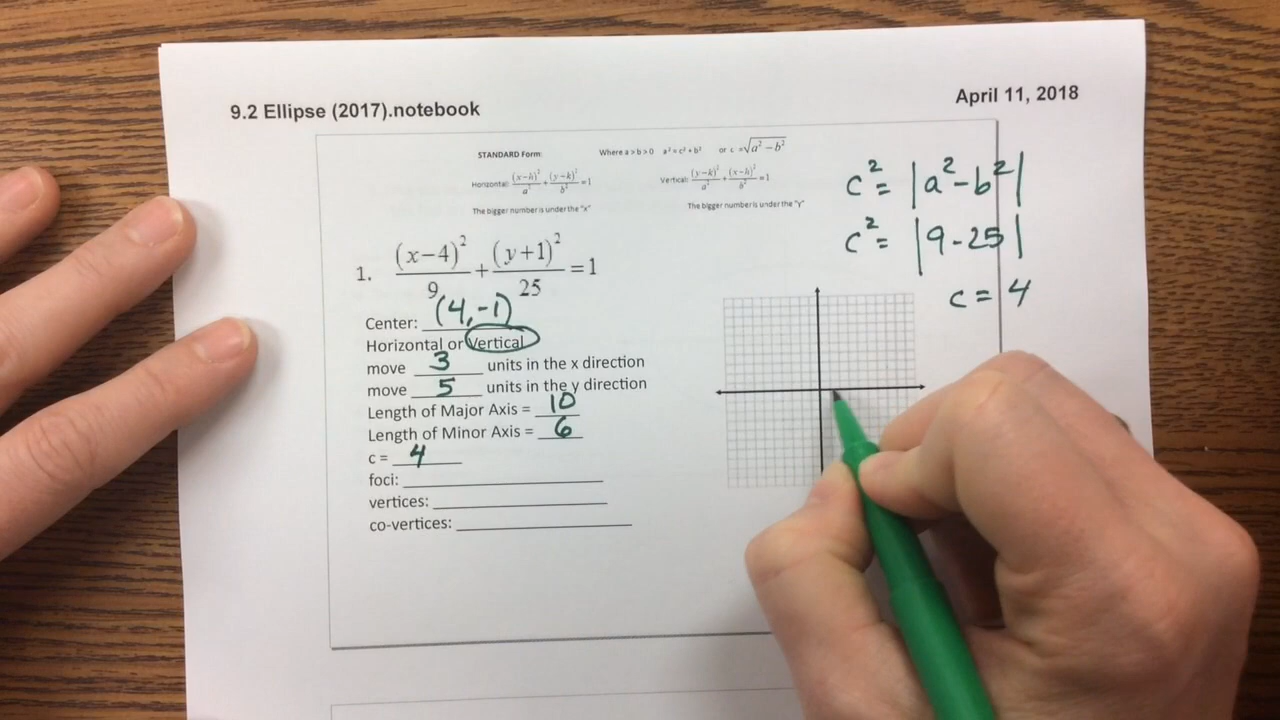 9.2 Ellipse (2017).notebook
April 11, 2018
STANDARD Form:
Where a > b > 0 a² = c² + b² or c = √(a² − b²)
Horizontal: (x−h)²/a² + (y−k)²/b² = 1
Vertical: (y−k)²/a² + (x−h)²/b² = 1
The bigger number is under the "x"
The bigger number is under the "y"
c² = |a² - b²|
c² = |9 - 25|
c = 4
1. (x−4)²/9 + (y+1)²/25 = 1
Center: (4, -1)
Horizontal or Vertical
move 3 units in the x direction
move 5 units in the y direction
Length of Major Axis = 10
Length of Minor Axis = 6
c = 4
foci:
vertices:
co-vertices: